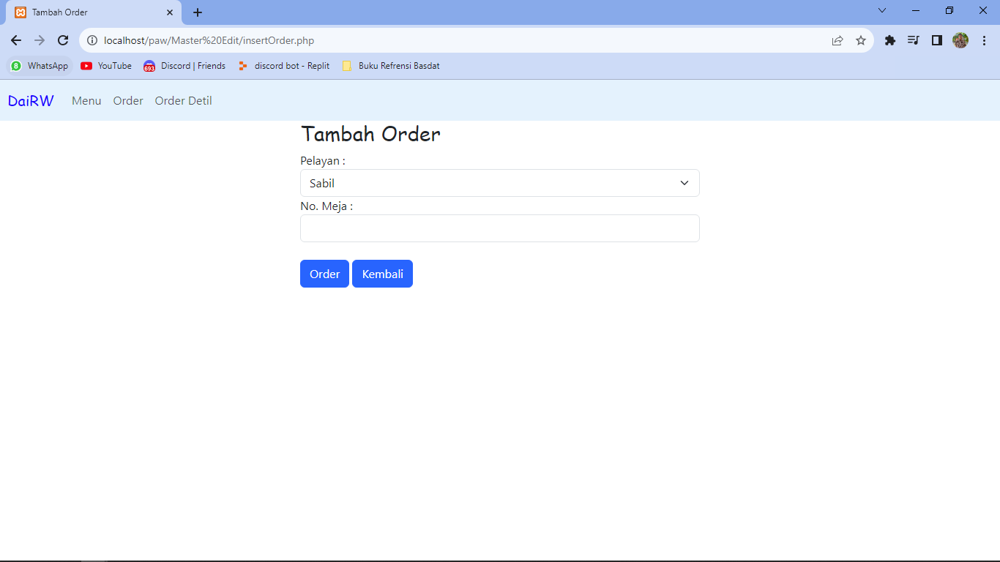 Tambah Order
localhost/paw/Master%20Edit/insertOrder.php
8 WhatsApp YouTube 693 Discord | Friends discord bot - Replit Buku Refrensi Basdat
DaiRW Menu Order Order Detil
Tambah Order
Pelayan :
Sabil
No. Meja :
Order Kembali